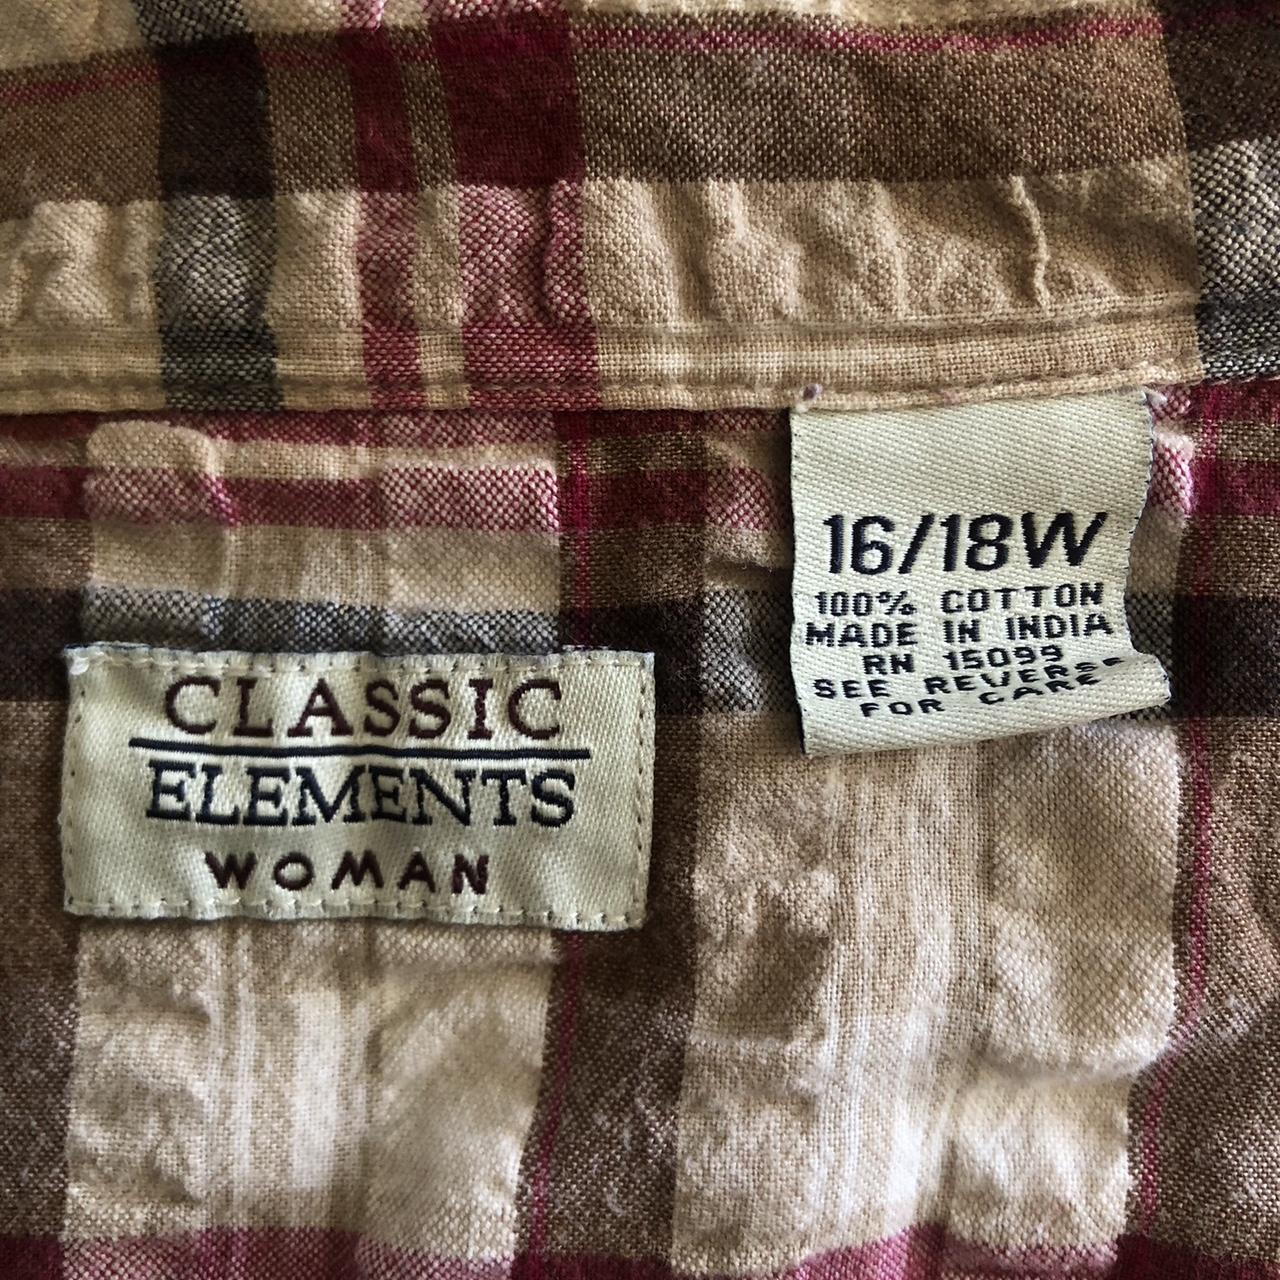 CLASSIC
ELEMENTS
WOMAN
16/18W
100% COTTON
MADE IN INDIA
RN 15099
SEE REVERSE
FOR CARE